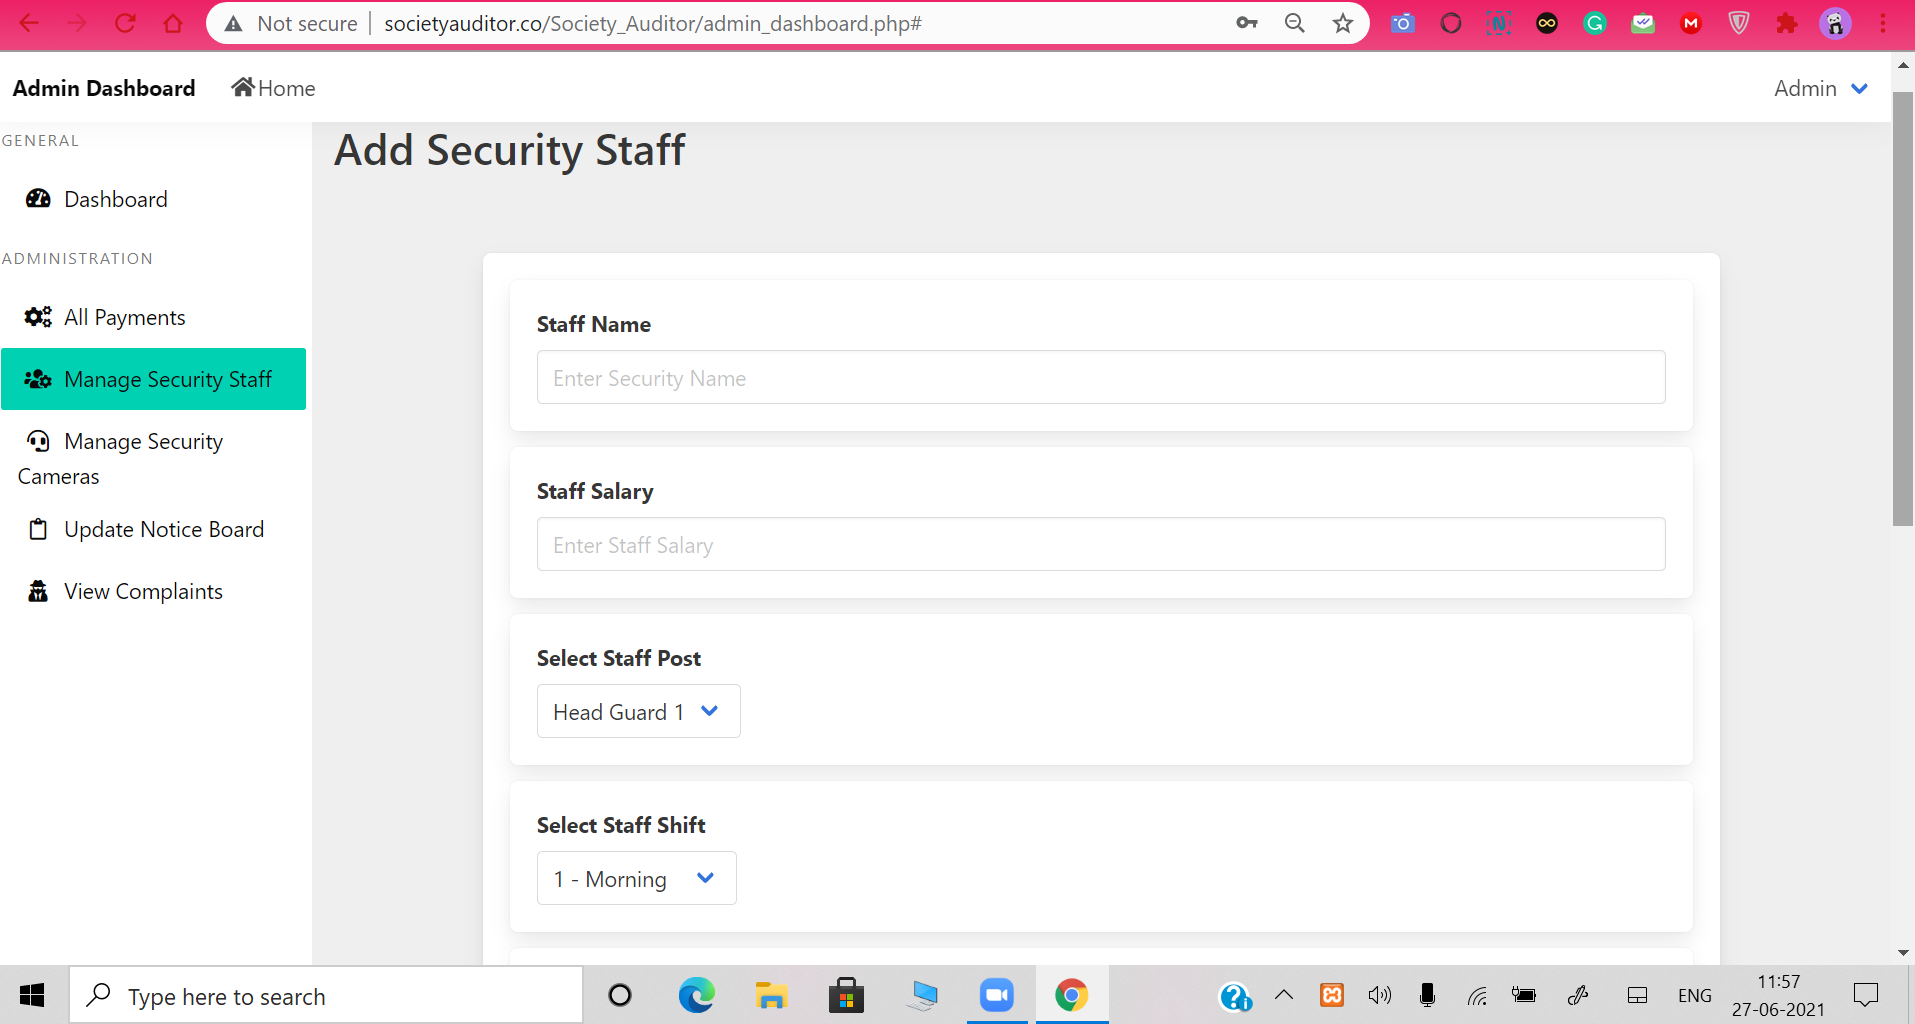 Not secure
societyauditor.co/Society_Auditor/admin_dashboard.php#
Admin Dashboard
Home
Admin
GENERAL
Dashboard
ADMINISTRATION
All Payments
Manage Security Staff
Manage Security
Cameras
Update Notice Board
View Complaints
Add Security Staff
Staff Name
Enter Security Name
Staff Salary
Enter Staff Salary
Select Staff Post
Head Guard 1
Select Staff Shift
1 - Morning
Type here to search
ENG
11:57
27-06-2021